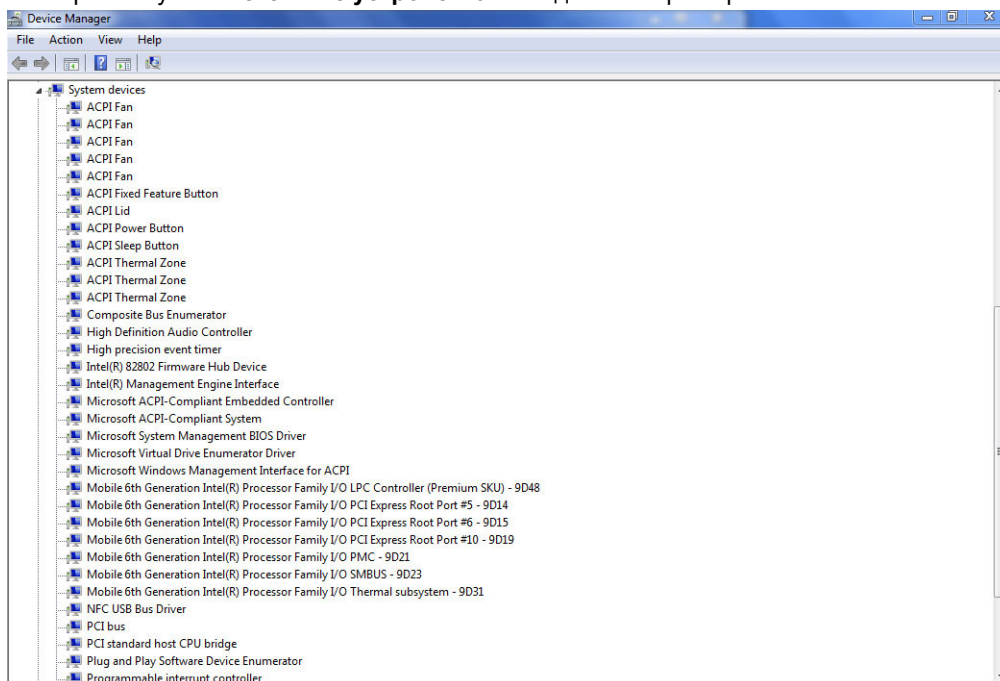 Device Manager
File Action View Help
System devices
ACPI Fan
ACPI Fan
ACPI Fan
ACPI Fan
ACPI Fan
ACPI Fixed Feature Button
ACPI Lid
ACPI Power Button
ACPI Sleep Button
ACPI Thermal Zone
ACPI Thermal Zone
ACPI Thermal Zone
Composite Bus Enumerator
High Definition Audio Controller
High precision event timer
Intel(R) 82802 Firmware Hub Device
Intel(R) Management Engine Interface
Microsoft ACPI-Compliant Embedded Controller
Microsoft ACPI-Compliant System
Microsoft System Management BIOS Driver
Microsoft Virtual Drive Enumerator Driver
Microsoft Windows Management Interface for ACPI
Mobile 6th Generation Intel(R) Processor Family I/O LPC Controller (Premium SKU) - 9D48
Mobile 6th Generation Intel(R) Processor Family I/O PCI Express Root Port #5 - 9D14
Mobile 6th Generation Intel(R) Processor Family I/O PCI Express Root Port #6 - 9D15
Mobile 6th Generation Intel(R) Processor Family I/O PCI Express Root Port #10 - 9D19
Mobile 6th Generation Intel(R) Processor Family I/O PMC - 9D21
Mobile 6th Generation Intel(R) Processor Family I/O SMBUS - 9D23
Mobile 6th Generation Intel(R) Processor Family I/O Thermal subsystem - 9D31
NFC USB Bus Driver
PCI bus
PCI standard host CPU bridge
Plug and Play Software Device Enumerator
Programmable interrupt controller